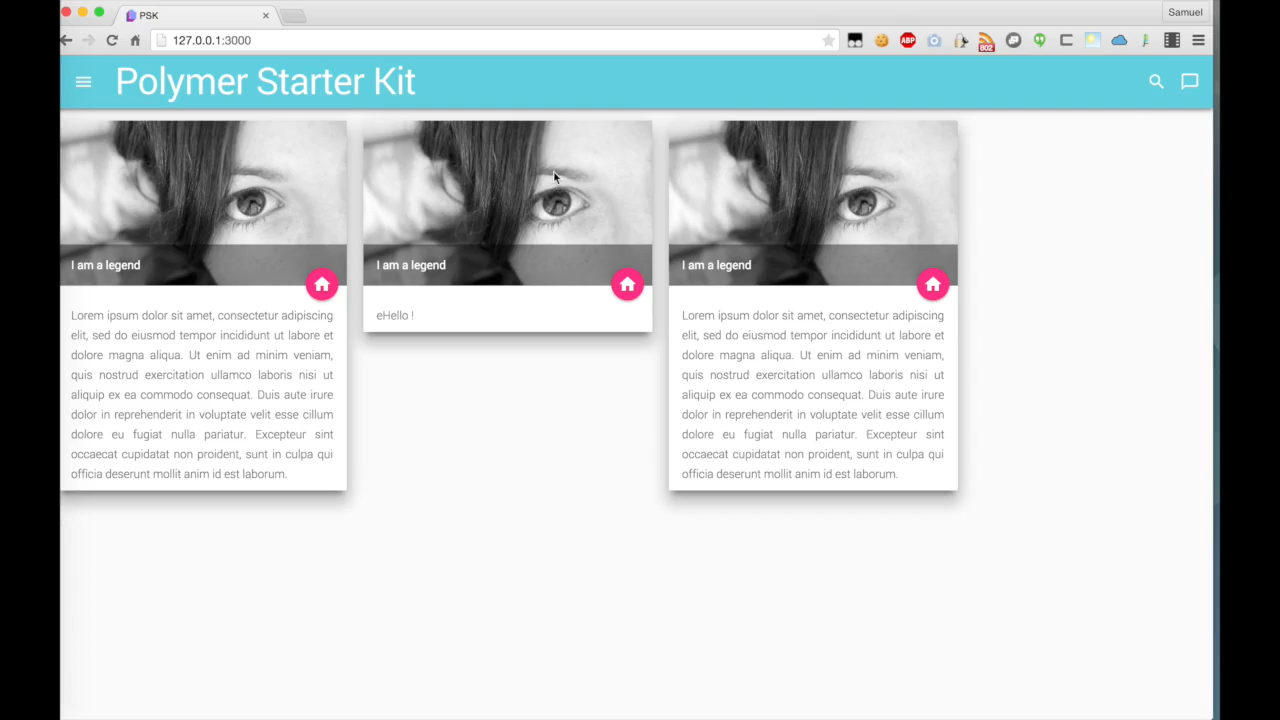 PSK
Samuel
127.0.0.1:3000
ABP
802
Polymer Starter Kit
I am a legend
Lorem ipsum dolor sit amet, consectetur adipiscing
elit, sed do eiusmod tempor incididunt ut labore et
dolore magna aliqua. Ut enim ad minim veniam,
quis nostrud exercitation ullamco laboris nisi ut
aliquip ex ea commodo consequat. Duis aute irure
dolor in reprehenderit in voluptate velit esse cillum
dolore eu fugiat nulla pariatur. Excepteur sint
occaecat cupidatat non proident, sunt in culpa qui
officia deserunt mollit anim id est laborum.
I am a legend
eHello !
I am a legend
Lorem ipsum dolor sit amet, consectetur adipiscing
elit, sed do eiusmod tempor incididunt ut labore et
dolore magna aliqua. Ut enim ad minim veniam,
quis nostrud exercitation ullamco laboris nisi ut
aliquip ex ea commodo consequat. Duis aute irure
dolor in reprehenderit in voluptate velit esse cillum
dolore eu fugiat nulla pariatur. Excepteur sint
occaecat cupidatat non proident, sunt in culpa qui
officia deserunt mollit anim id est laborum.